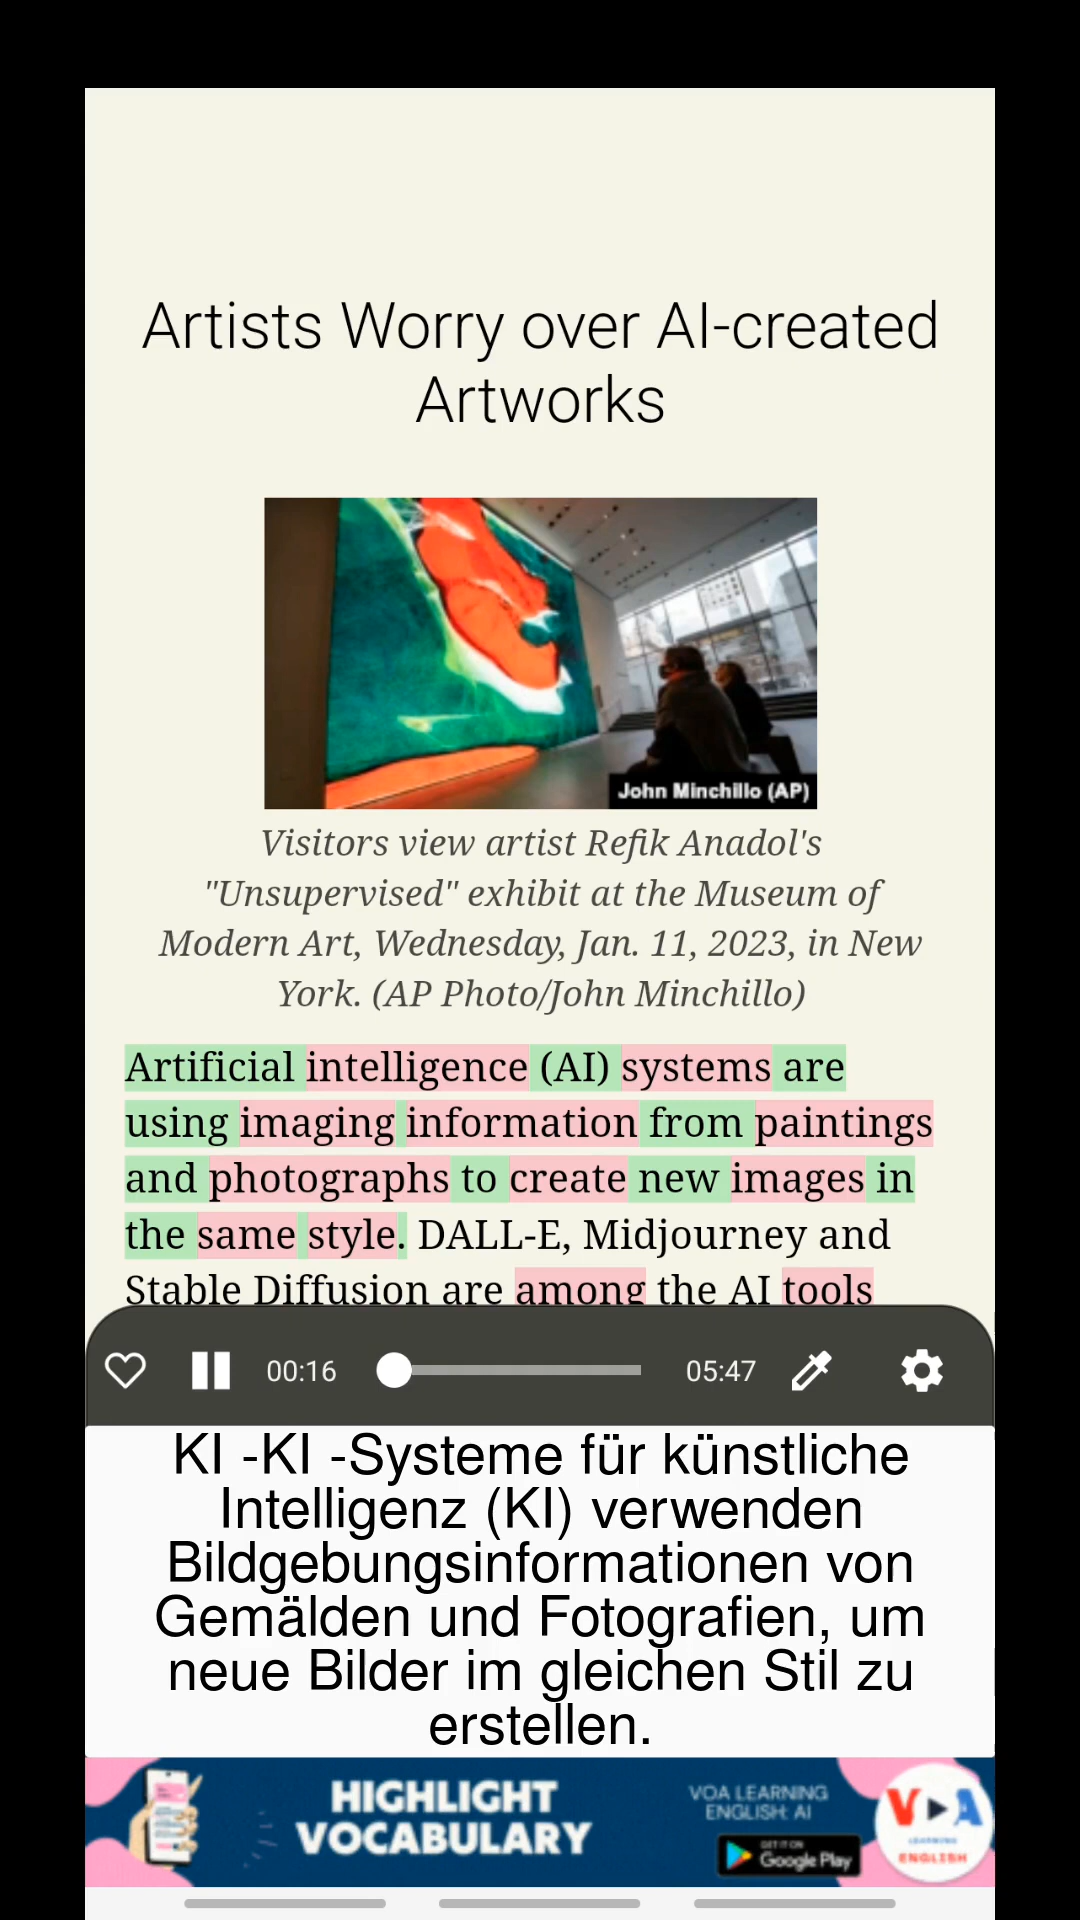 Artists Worry over AI-created
Artworks
John Minchillo (AP)
Visitors view artist Refik Anadol's
"Unsupervised" exhibit at the Museum of
Modern Art, Wednesday, Jan. 11, 2023, in New
York. (AP Photo/John Minchillo)
Artificial intelligence (AI) systems are
using imaging information from paintings
and photographs to create new images in
the same style. DALL-E, Midjourney and
Stable Diffusion are among the AI tools
00:16
05:47
KI -KI -Systeme für künstliche
Intelligenz (KI) verwenden
Bildgebungsinformationen von
Gemälden und Fotografien, um
neue Bilder im gleichen Stil zu
erstellen.
HIGHLIGHT
VOCABULARY
VOA LEARNING
ENGLISH: AI
GET IT ON
Google Play
VOA
LEARNING
ENGLISH